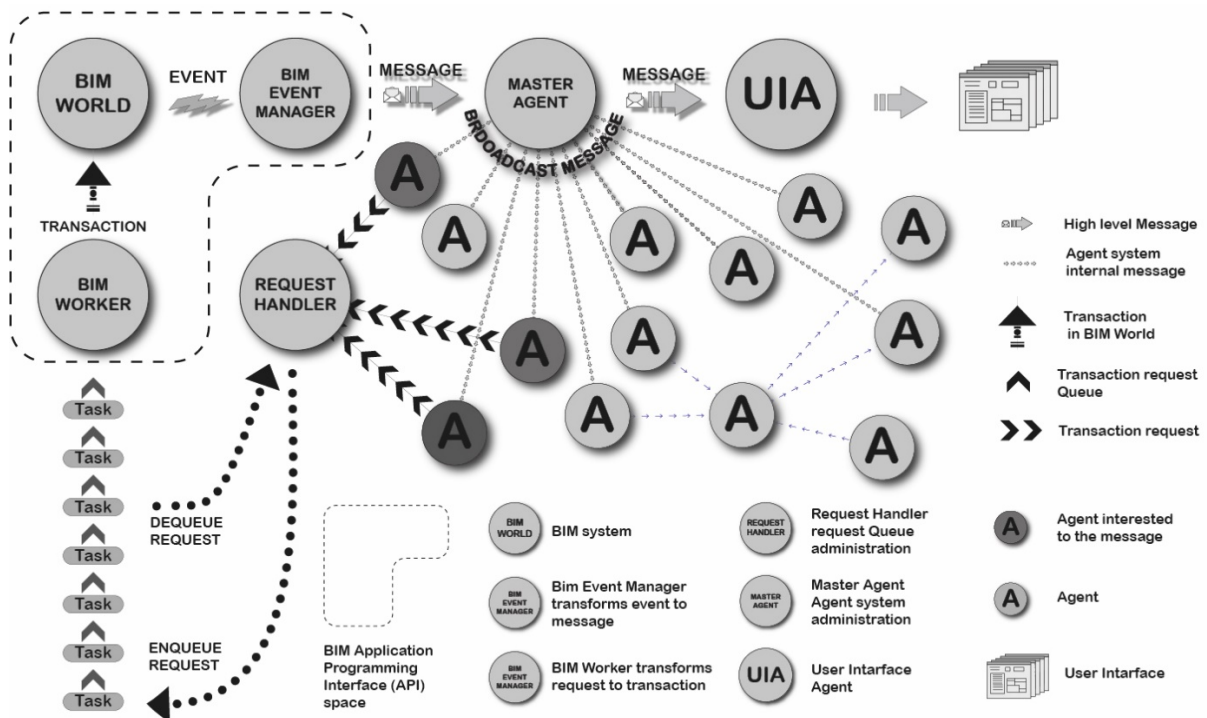 BIM
WORLD
EVENT
BIM
EVENT
MANAGER
MESSAGE
MASTER
AGENT
MESSAGE
UIA
BRDOADCAST MESSAGE
TRANSACTION
BIM
WORKER
REQUEST
HANDLER
A
A
A
A
A
A
A
A
A
A
A
A
A
Task
Task
Task
Task
Task
Task
Task
DEQUEUE
REQUEST
ENQUEUE
REQUEST
High level Message
Agent system
internal message
Transaction
in BIM World
Transaction request
Queue
Transaction request
BIM Application
Programming
Interface (API)
space
BIM
WORLD
BIM system
BIM
EVENT
MANAGER
Bim Event Manager
transforms event to
message
BIM
EVENT
MANAGER
BIM Worker transforms
request to transaction
REQUEST
HANDLER
Request Handler
request Queue
administration
MASTER
AGENT
Master Agent
Agent system
administration
UIA
User Intarface
Agent
A
Agent interested
to the message
A
Agent
User Intarface